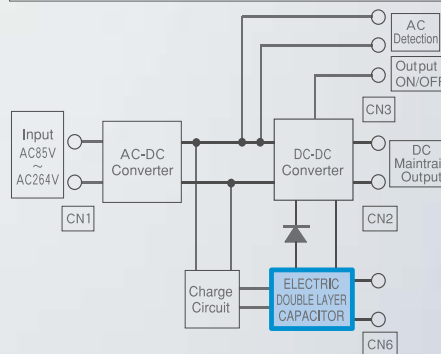 AC
Detection
Output
ON/OFF
CN3
Input
AC85V
~
AC264V
CN1
AC-DC
Converter
DC-DC
Converter
DC
Maintrain
Output
CN2
Charge
Circuit
ELECTRIC
DOUBLE LAYER
CAPACITOR
CN6